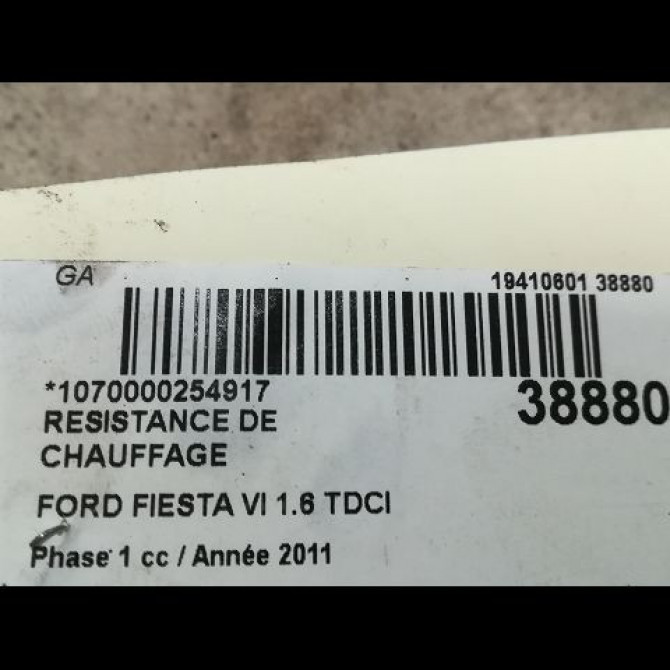 GA
19410601 38880
*1070000254917
38880
RESISTANCE DE
CHAUFFAGE
FORD FIESTA VI 1.6 TDCI
Phase 1 cc / Année 2011